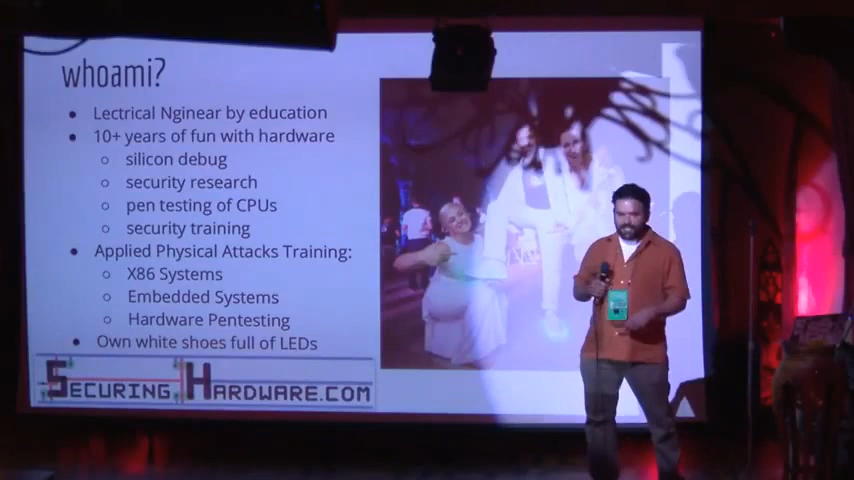 whoami?
Lectrical Nginear by education
10+ years of fun with hardware
silicon debug
security research
pen testing of CPUs
security training
Applied Physical Attacks Training:
X86 Systems
Embedded Systems
Hardware Pentesting
Own white shoes full of LEDs
SECURING HARDWARE.COM